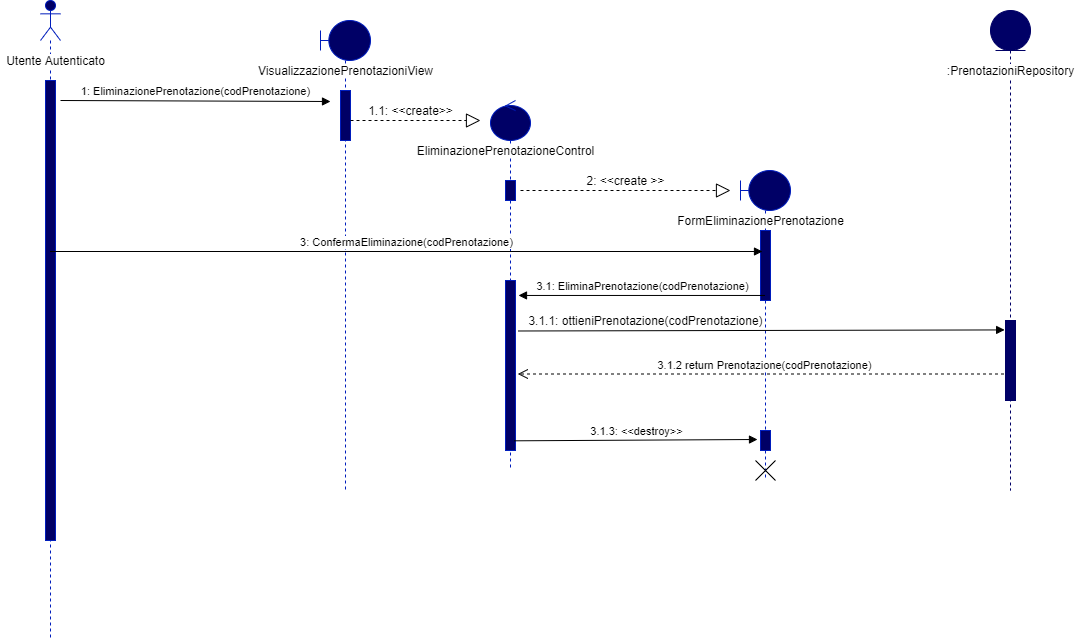 Utente Autenticato
VisualizzazionePrenotazioniView
:PrenotazioniRepository
1: EliminazionePrenotazione(codPrenotazione)
1.1: <<create>>
EliminazionePrenotazioneControl
2: <<create >>
FormEliminazionePrenotazione
3: ConfermaEliminazione(codPrenotazione)
3.1: EliminaPrenotazione(codPrenotazione)
3.1.1: ottieniPrenotazione(codPrenotazione)
3.1.2 return Prenotazione(codPrenotazione)
3.1.3: <<destroy>>